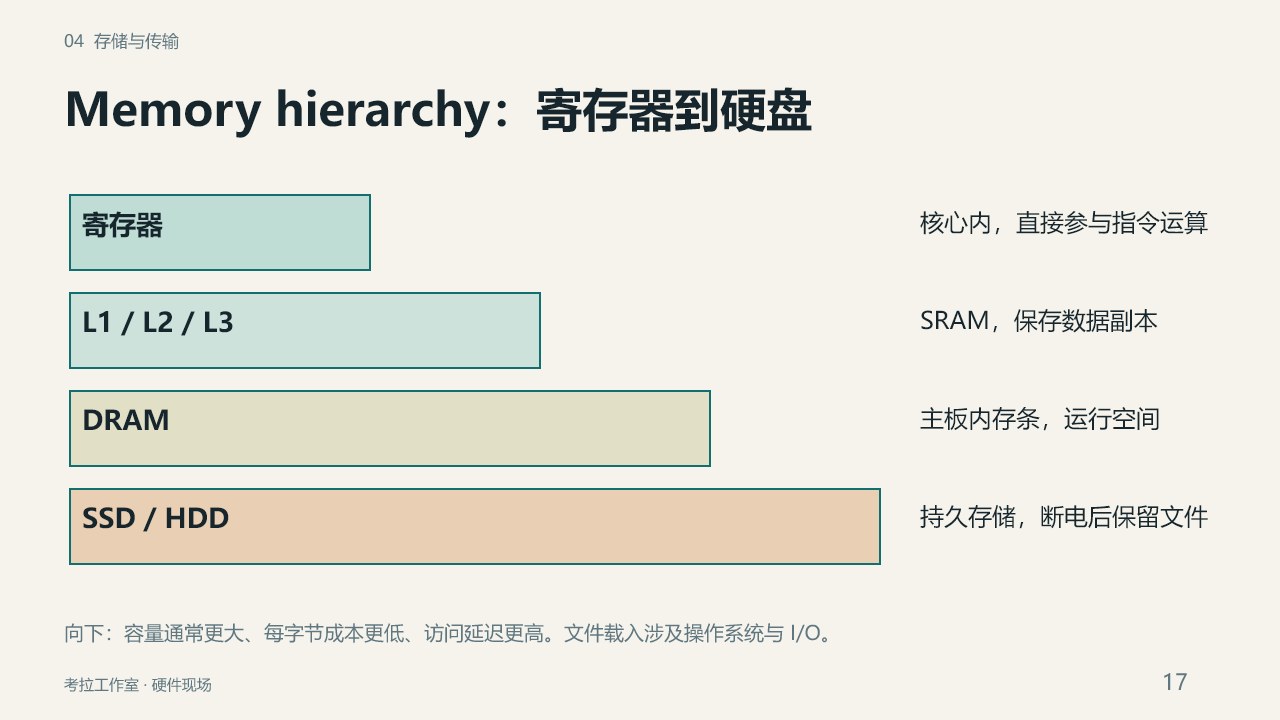 04 存储与传输
Memory hierarchy：寄存器到硬盘
寄存器
核心内，直接参与指令运算
L1 / L2 / L3
SRAM，保存数据副本
DRAM
主板内存条，运行空间
SSD / HDD
持久存储，断电后保留文件
向下：容量通常更大、每字节成本更低、访问延迟更高。文件载入涉及操作系统与 I/O。
考拉工作室 · 硬件现场
17